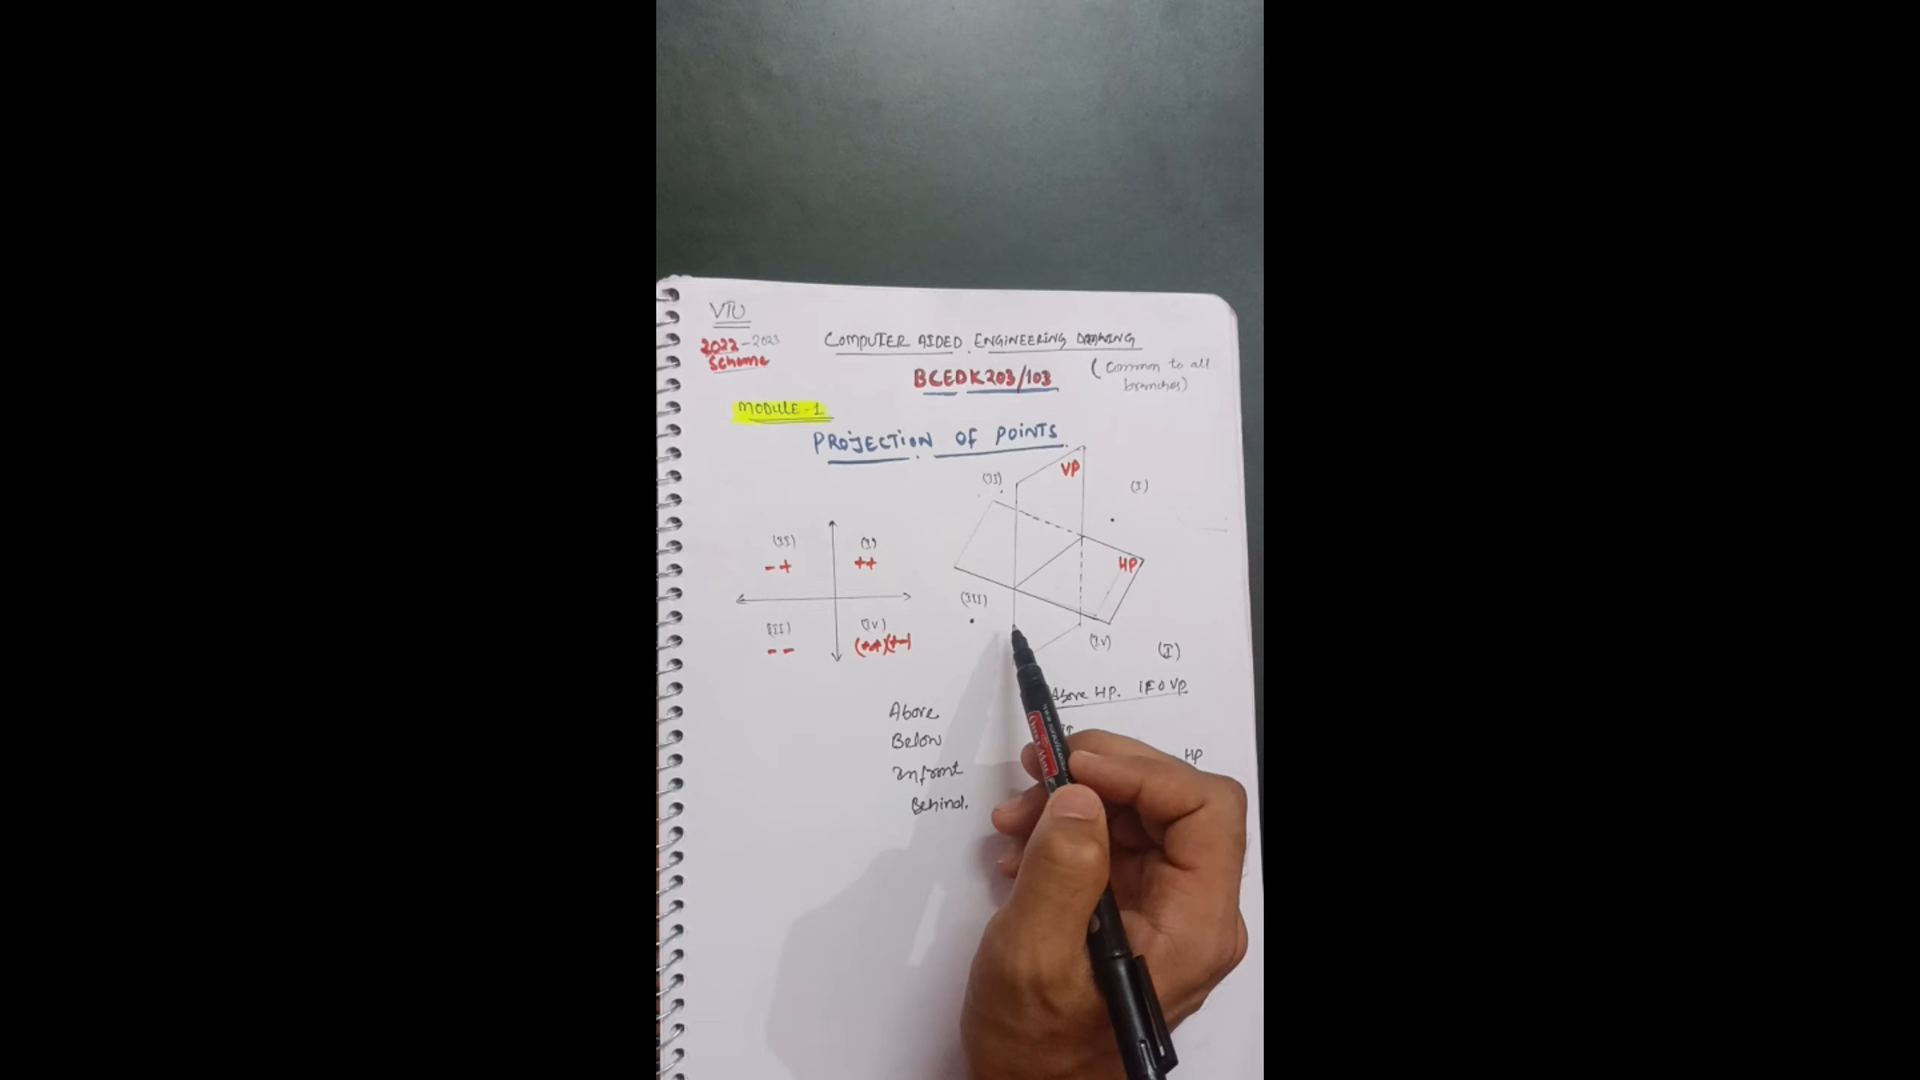 VTU
2022-2023
Scheme
COMPUTER AIDED ENGINEERING DRAWING
BCEDK203/103
(Common to all
branches)
MODULE-1
PROJECTION OF POINTS
(II)
VP
(I)
(II)
-+
(I)
++
HP
(III)
(III)
--
(IV)
(IV)
(I)
Above HP. IFO VP
Above
Below
Infront
HP
Behind.